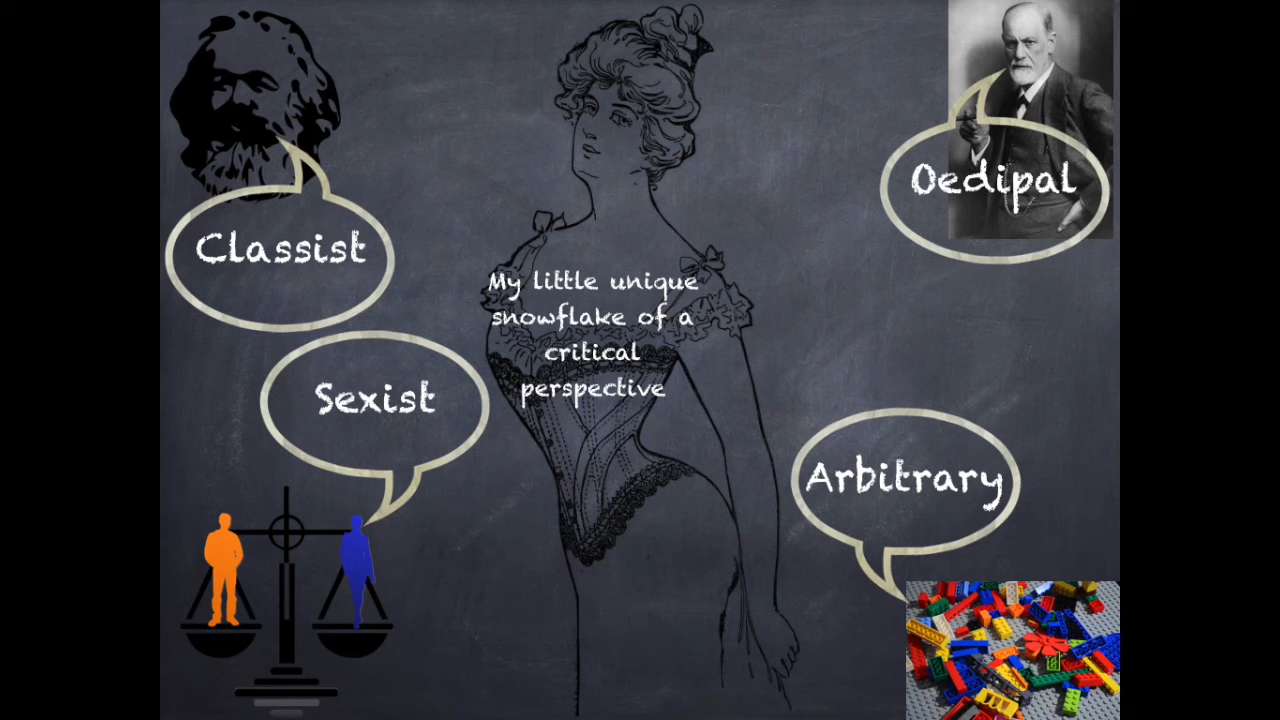 Oedipal
Classist
My little unique
snowflake of a
critical
perspective
Sexist
Arbitrary